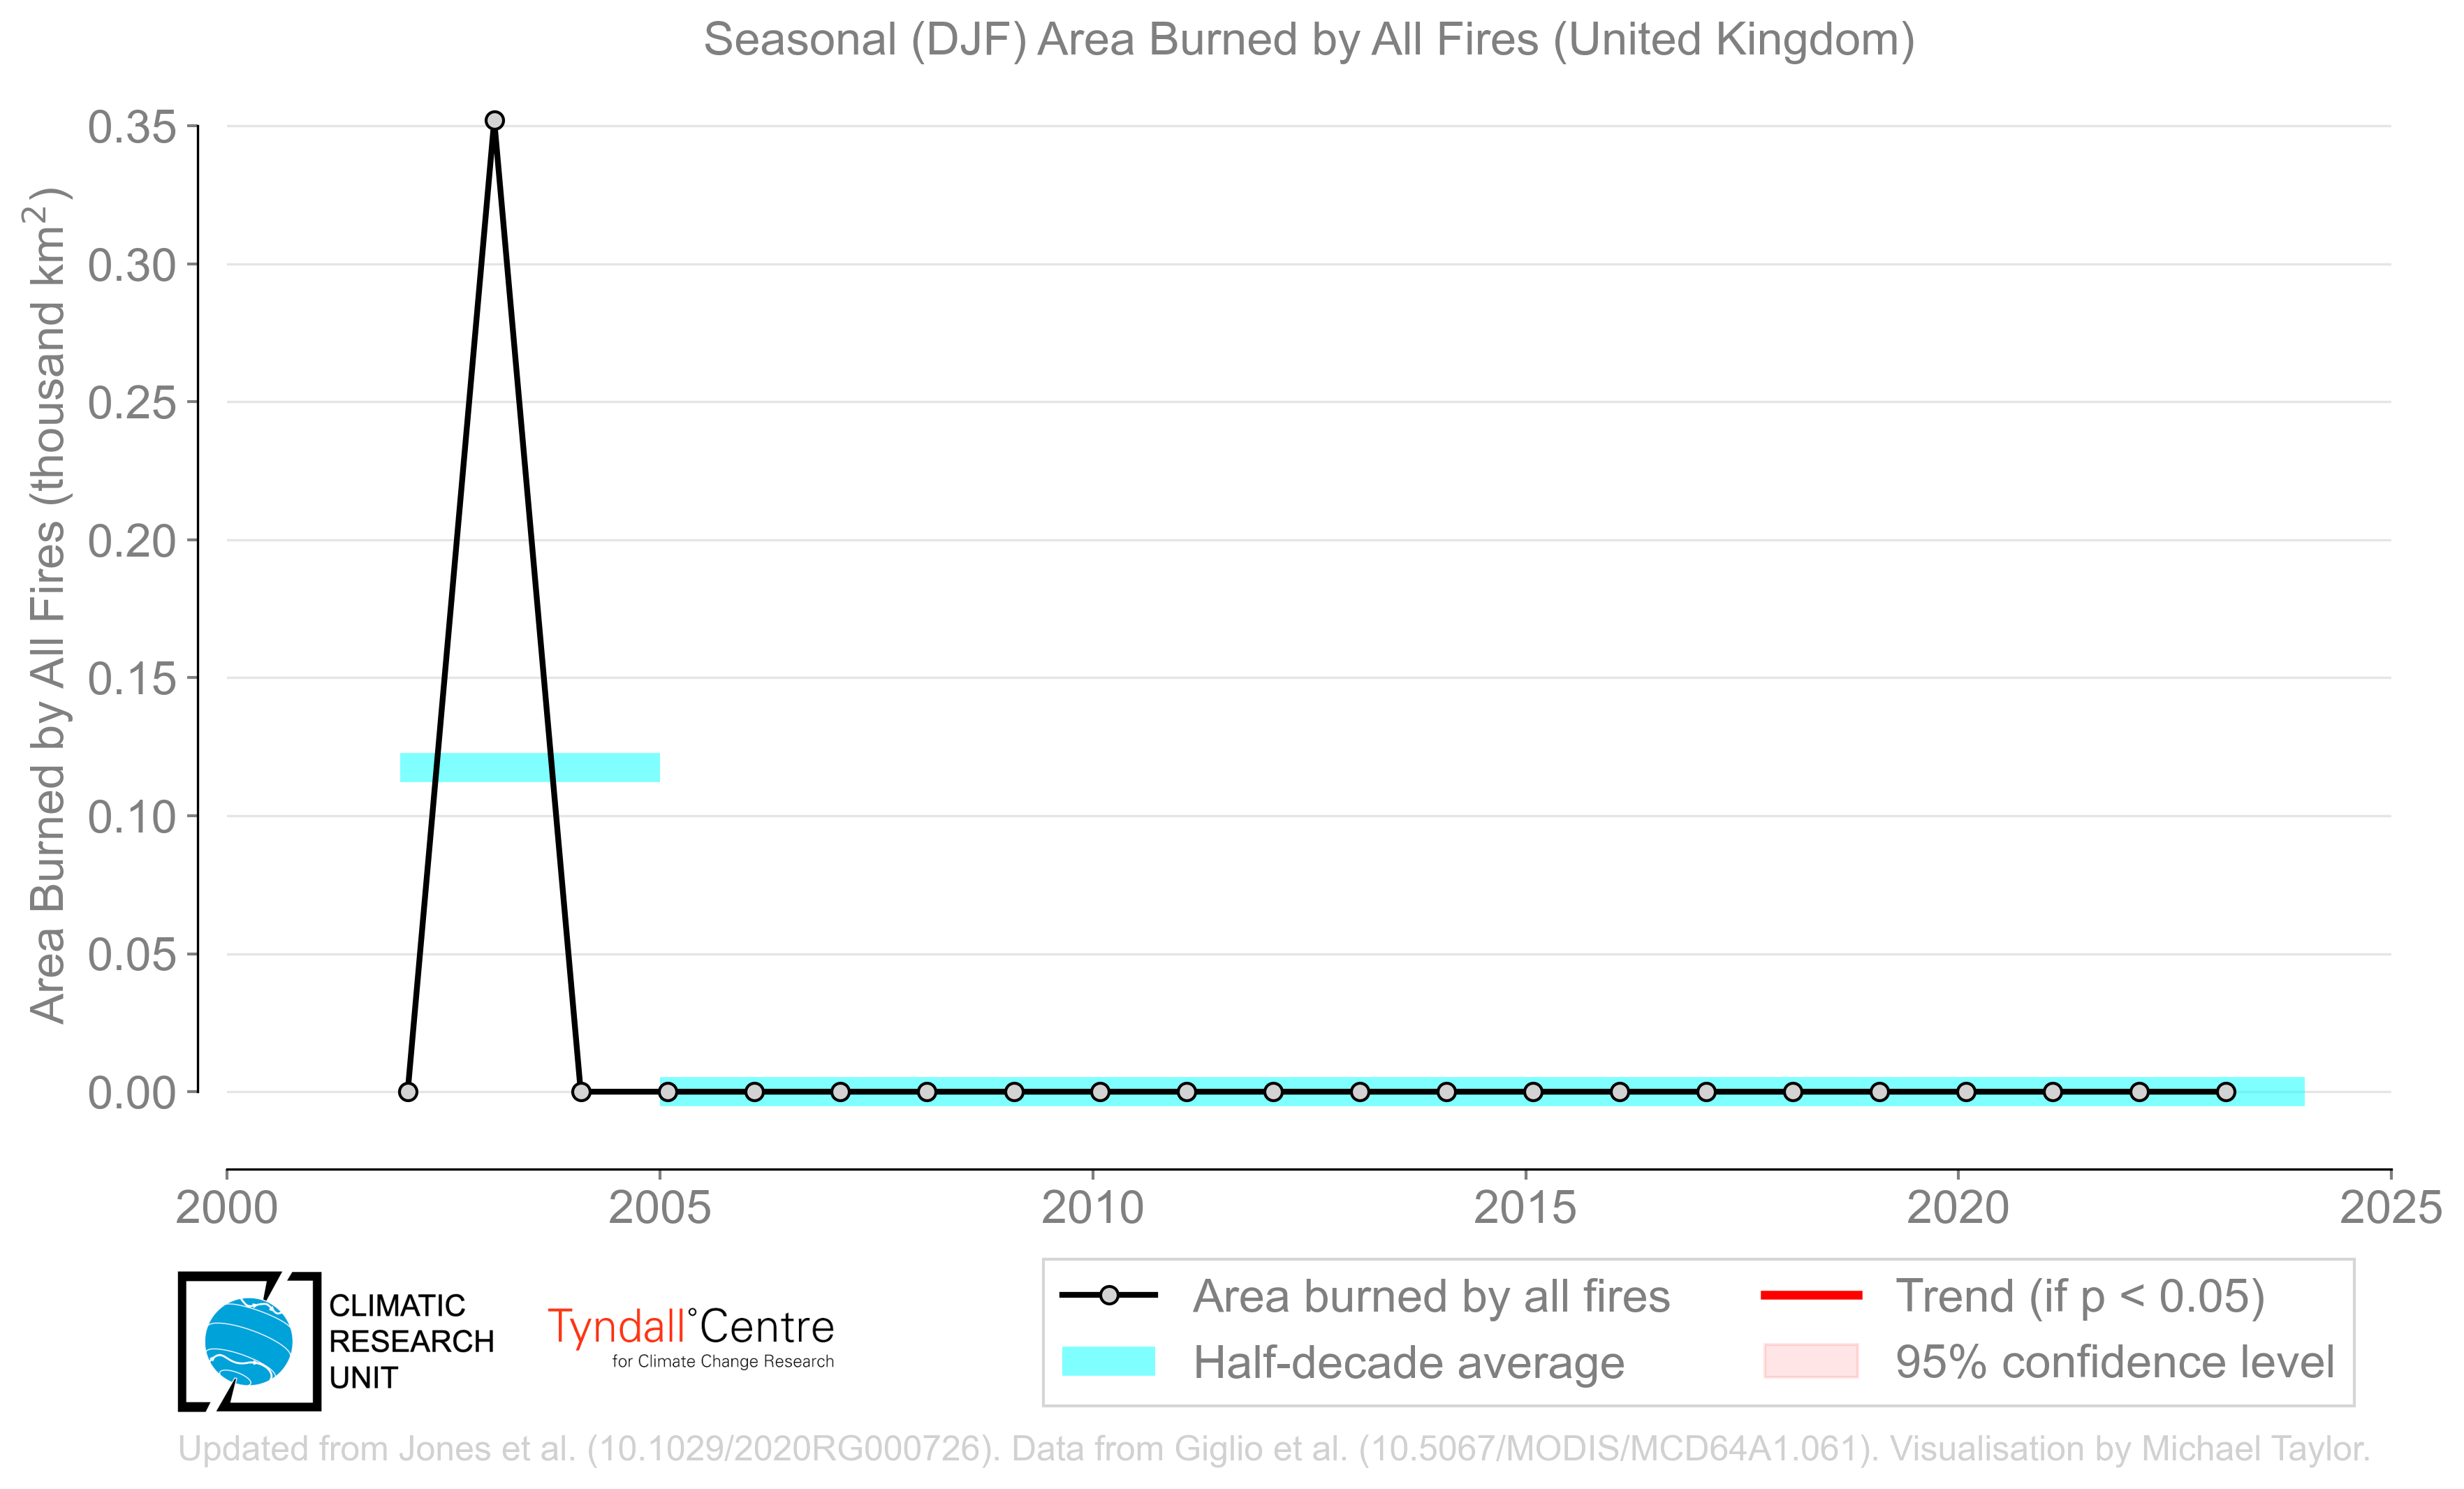 Seasonal (DJF) Area Burned by All Fires (United Kingdom)
Area Burned by All Fires (thousand km²)
0.35
0.30
0.25
0.20
0.15
0.10
0.05
0.00
2000 2005 2010 2015 2020 2025
CLIMATIC
RESEARCH
UNIT
Tyndall°Centre
for Climate Change Research
Area burned by all fires
Half-decade average
Trend (if p < 0.05)
95% confidence level
Updated from Jones et al. (10.1029/2020RG000726). Data from Giglio et al. (10.5067/MODIS/MCD64A1.061). Visualisation by Michael Taylor.